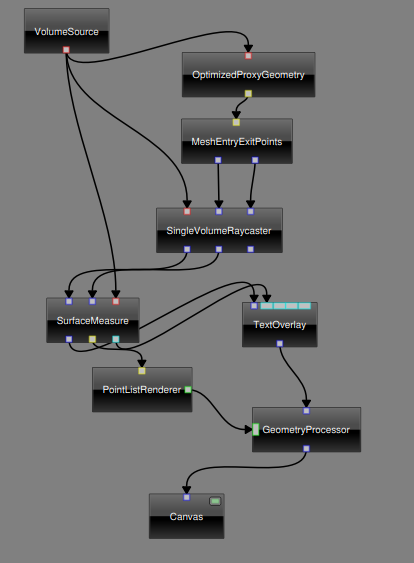 VolumeSource
OptimizedProxyGeometry
MeshEntryExitPoints
SingleVolumeRaycaster
SurfaceMeasure
TextOverlay
PointListRenderer
GeometryProcessor
Canvas